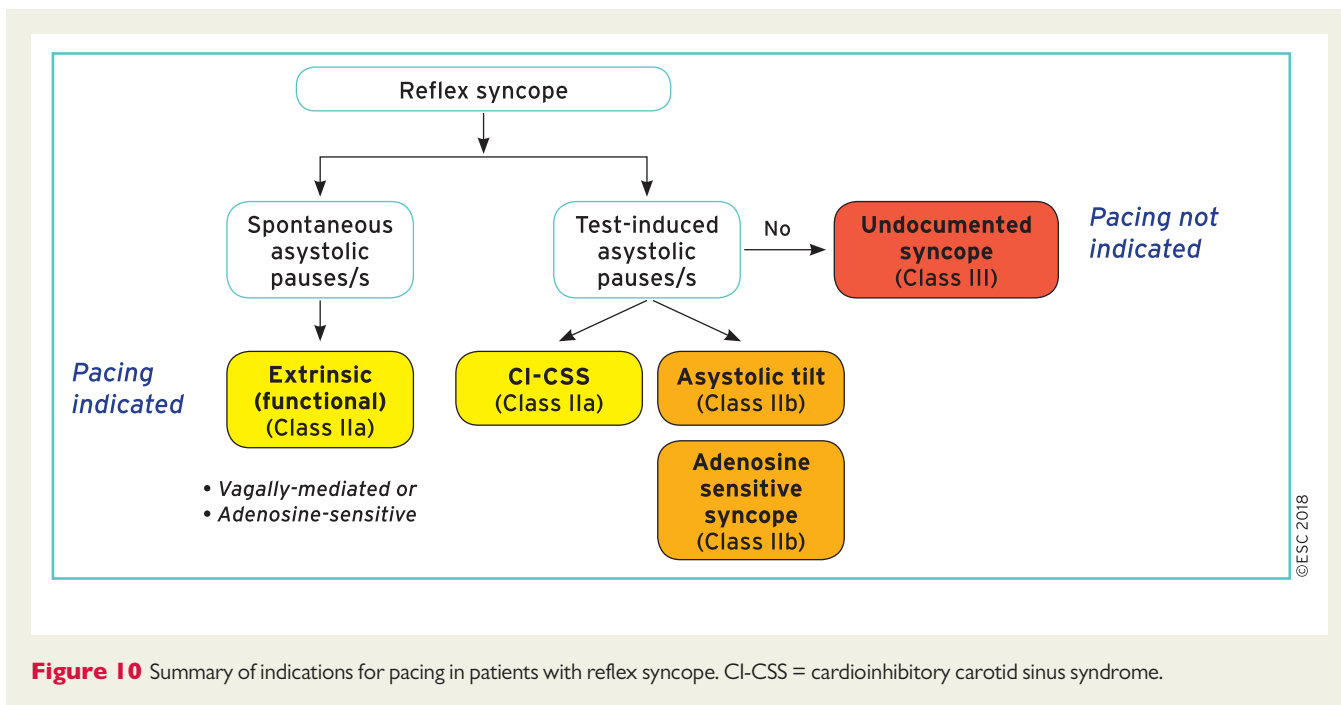 Reflex syncope
Spontaneous
asystolic
pauses/s
Test-induced
asystolic
pauses/s
No
Undocumented
syncope
(Class III)
Pacing not
indicated
Pacing
indicated
Extrinsic
(functional)
(Class IIa)
CI-CSS
(Class IIa)
Asystolic tilt
(Class IIb)
• Vagally-mediated or
• Adenosine-sensitive
Adenosine
sensitive
syncope
(Class IIb)
©ESC 2018
Figure 10 Summary of indications for pacing in patients with reflex syncope. CI-CSS = cardioinhibitory carotid sinus syndrome.